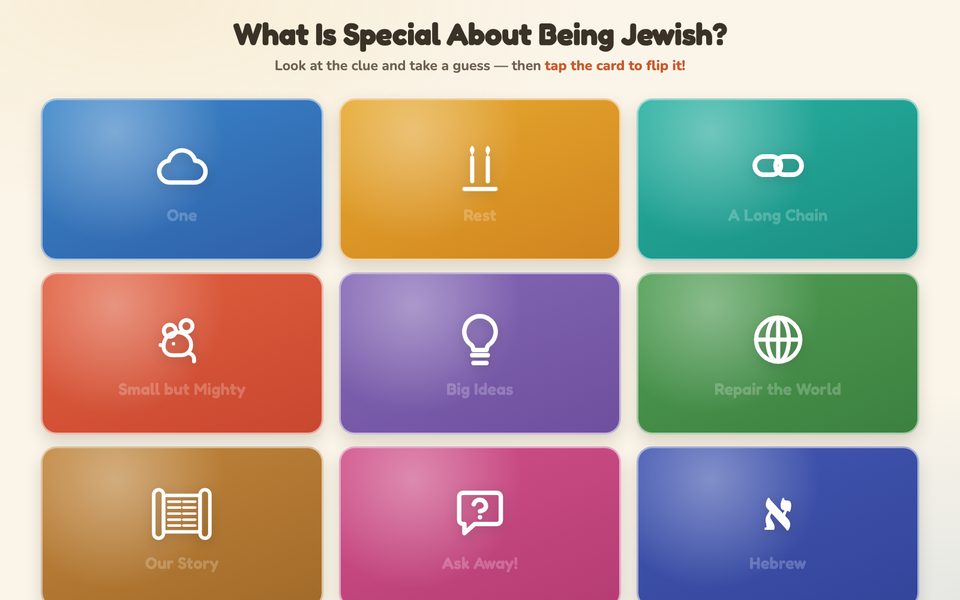 What Is Special About Being Jewish?
Look at the clue and take a guess — then tap the card to flip it!
One
Rest
A Long Chain
Small but Mighty
Big Ideas
Repair the World
Our Story
?
Ask Away!
א
Hebrew